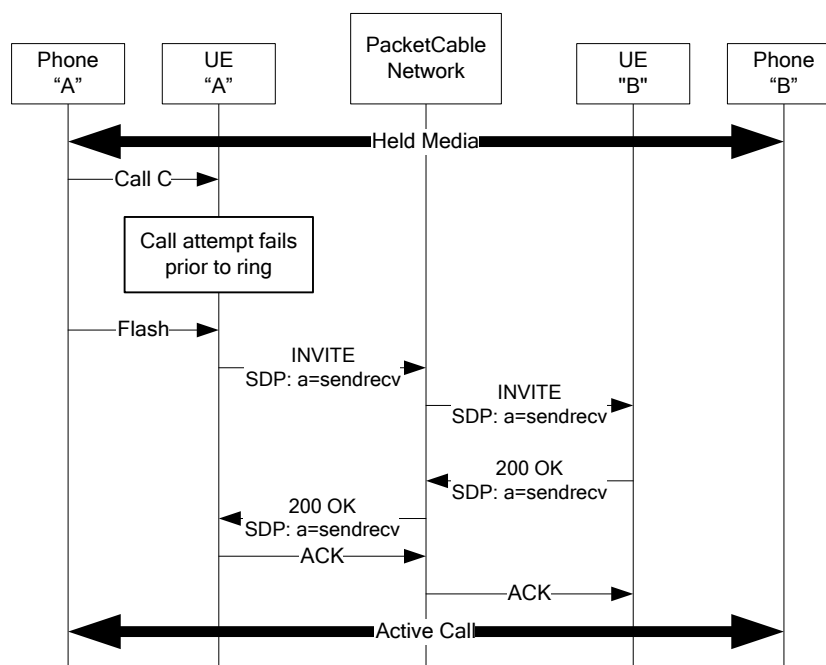 Phone
“A”
UE
“A”
PacketCable
Network
UE
"B"
Phone
“B”
Held Media
Call C
Call attempt fails
prior to ring
Flash
INVITE
SDP: a=sendrecv
INVITE
SDP: a=sendrecv
200 OK
SDP: a=sendrecv
200 OK
SDP: a=sendrecv
ACK
ACK
Active Call